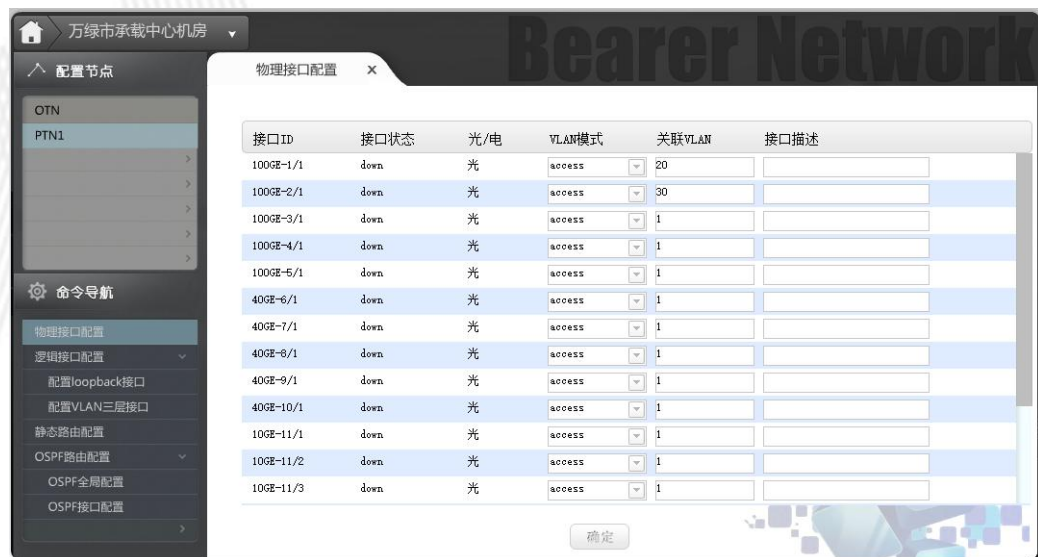 万绿市承载中心机房
Bearer Network
配置节点
物理接口配置 x
OTN
PTN1
接口ID 接口状态 光/电 VLAN模式 关联VLAN 接口描述
100GE-1/1 down 光 access 20
100GE-2/1 down 光 access 30
100GE-3/1 down 光 access 1
100GE-4/1 down 光 access 1
100GE-5/1 down 光 access 1
40GE-6/1 down 光 access 1
40GE-7/1 down 光 access 1
40GE-8/1 down 光 access 1
40GE-9/1 down 光 access 1
40GE-10/1 down 光 access 1
10GE-11/1 down 光 access 1
10GE-11/2 down 光 access 1
10GE-11/3 down 光 access 1
命令导航
物理接口配置
逻辑接口配置
配置loopback接口
配置VLAN三层接口
静态路由配置
OSPF路由配置
OSPF全局配置
OSPF接口配置
确定